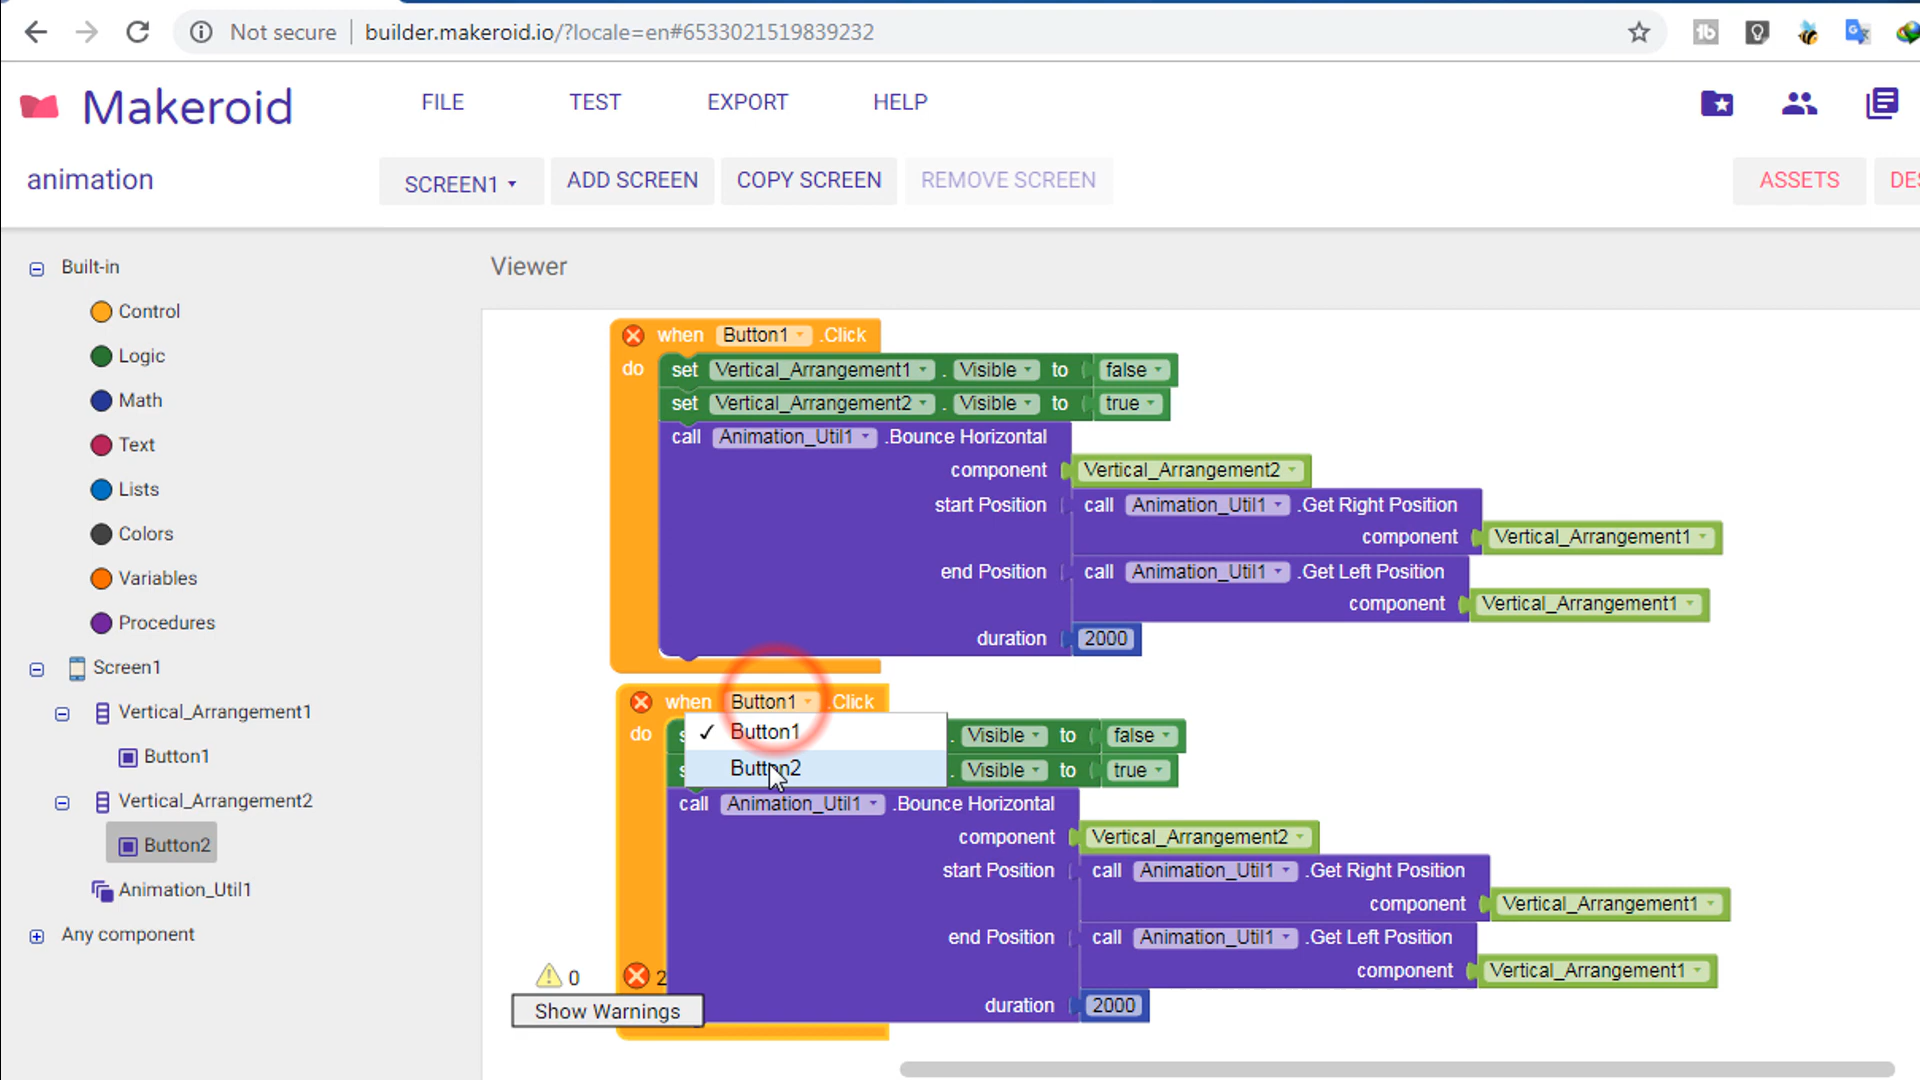 Not secure
builder.makeroid.io/?locale=en#6533021519839232
Makeroid
FILE
TEST
EXPORT
HELP
animation
SCREEN1
ADD SCREEN
COPY SCREEN
REMOVE SCREEN
ASSETS
DES
Built-in
Control
Logic
Math
Text
Lists
Colors
Variables
Procedures
Screen1
Vertical_Arrangement1
Button1
Vertical_Arrangement2
Button2
Animation_Util1
Any component
Viewer
when Button1 .Click
do set Vertical_Arrangement1 . Visible to false
set Vertical_Arrangement2 . Visible to true
call Animation_Util1 .Bounce Horizontal
component Vertical_Arrangement2
start Position call Animation_Util1 .Get Right Position
component Vertical_Arrangement1
end Position call Animation_Util1 .Get Left Position
component Vertical_Arrangement1
duration 2000
when Button1 .Click
do s . Visible to false
Button1
s . Visible to true
Button2
call Animation_Util1 .Bounce Horizontal
component Vertical_Arrangement2
start Position call Animation_Util1 .Get Right Position
component Vertical_Arrangement1
end Position call Animation_Util1 .Get Left Position
component Vertical_Arrangement1
duration 2000
0 2
Show Warnings